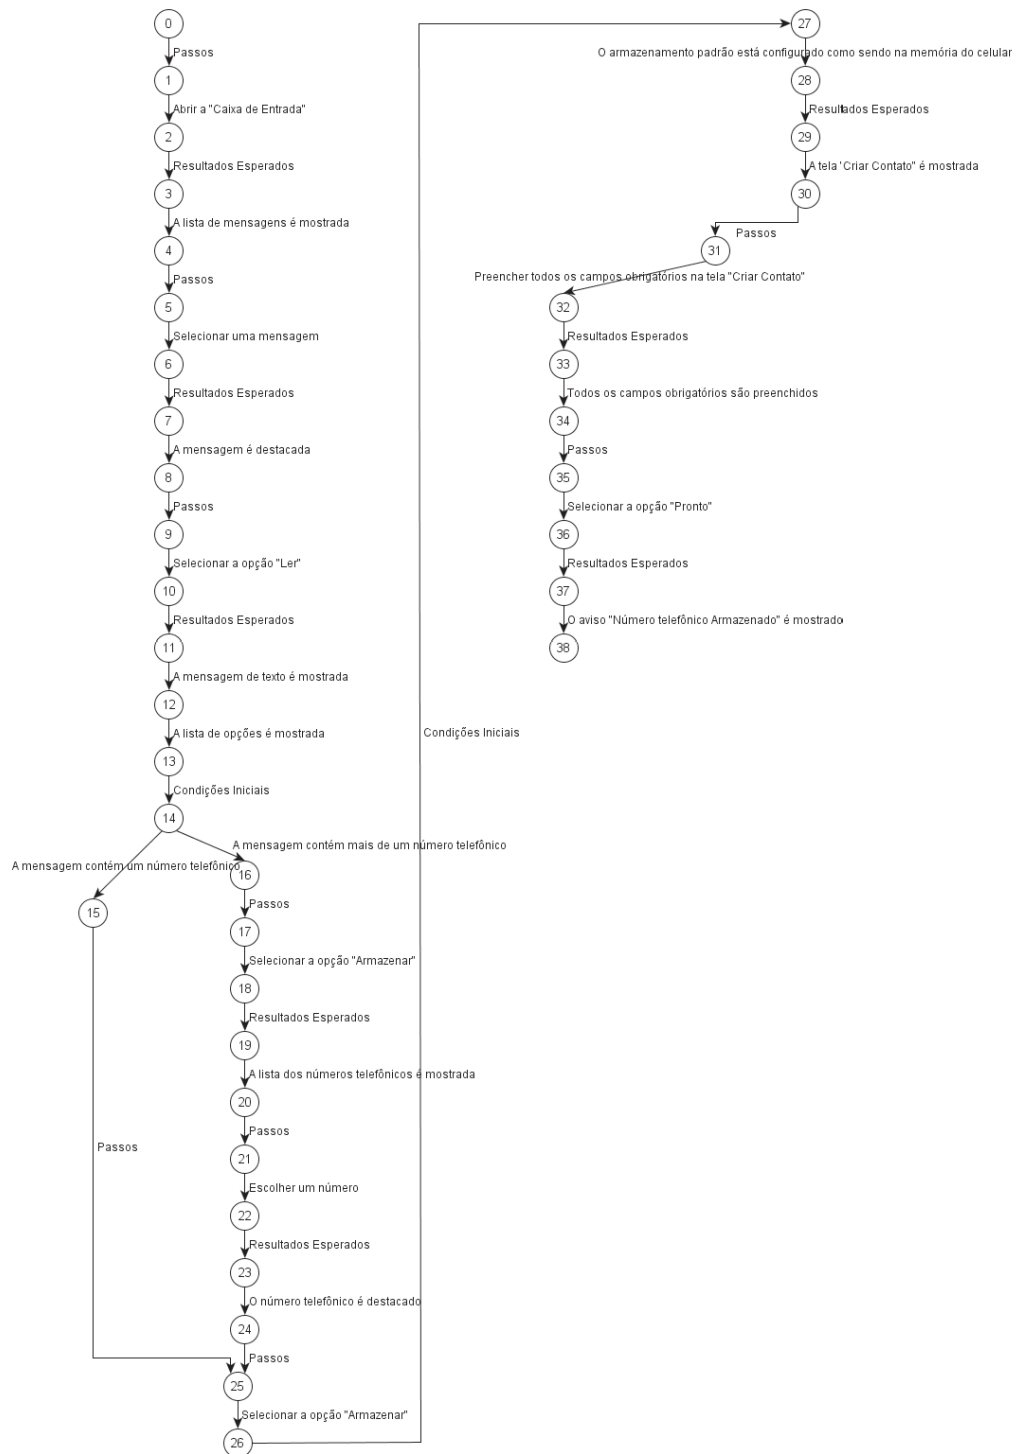 0
Passos
1
Abrir a "Caixa de Entrada"
2
Resultados Esperados
3
A lista de mensagens é mostrada
4
Passos
5
Selecionar uma mensagem
6
Resultados Esperados
7
A mensagem é destacada
8
Passos
9
Selecionar a opção "Ler"
10
Resultados Esperados
11
A mensagem de texto é mostrada
12
A lista de opções é mostrada
13
Condições Iniciais
14
A mensagem contém um número telefônico
15
Passos
A mensagem contém mais de um número telefônico
16
Passos
17
Selecionar a opção "Armazenar"
18
Resultados Esperados
19
A lista dos números telefônicos é mostrada
20
Passos
21
Escolher um número
22
Resultados Esperados
23
O número telefônico é destacado
24
Passos
25
Selecionar a opção "Armazenar"
26
Condições Iniciais
27
O armazenamento padrão está configurado como sendo na memória do celular
28
Resultados Esperados
29
A tela 'Criar Contato" é mostrada
30
Passos
31
Preencher todos os campos obrigatórios na tela "Criar Contato"
32
Resultados Esperados
33
Todos os campos obrigatórios são preenchidos
34
Passos
35
Selecionar a opção "Pronto"
36
Resultados Esperados
37
O aviso "Número telefônico Armazenado" é mostrado
38